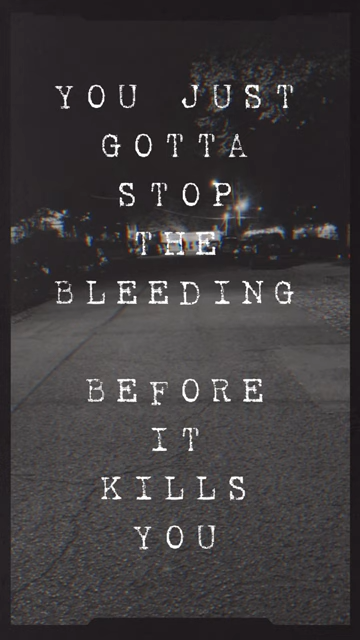 YOU JUST
GOTTA
STOP
THE
BLEEDING
BEFORE
IT
KILLS
YOU